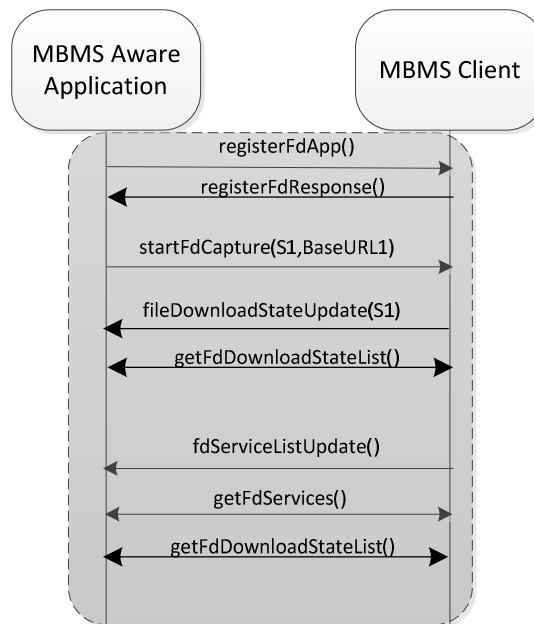 MBMS Aware
Application
MBMS Client
registerFdApp()
registerFdResponse()
startFdCapture(S1,BaseURL1)
fileDownloadStateUpdate(S1)
getFdDownloadStateList()
fdServiceListUpdate()
getFdServices()
getFdDownloadStateList()